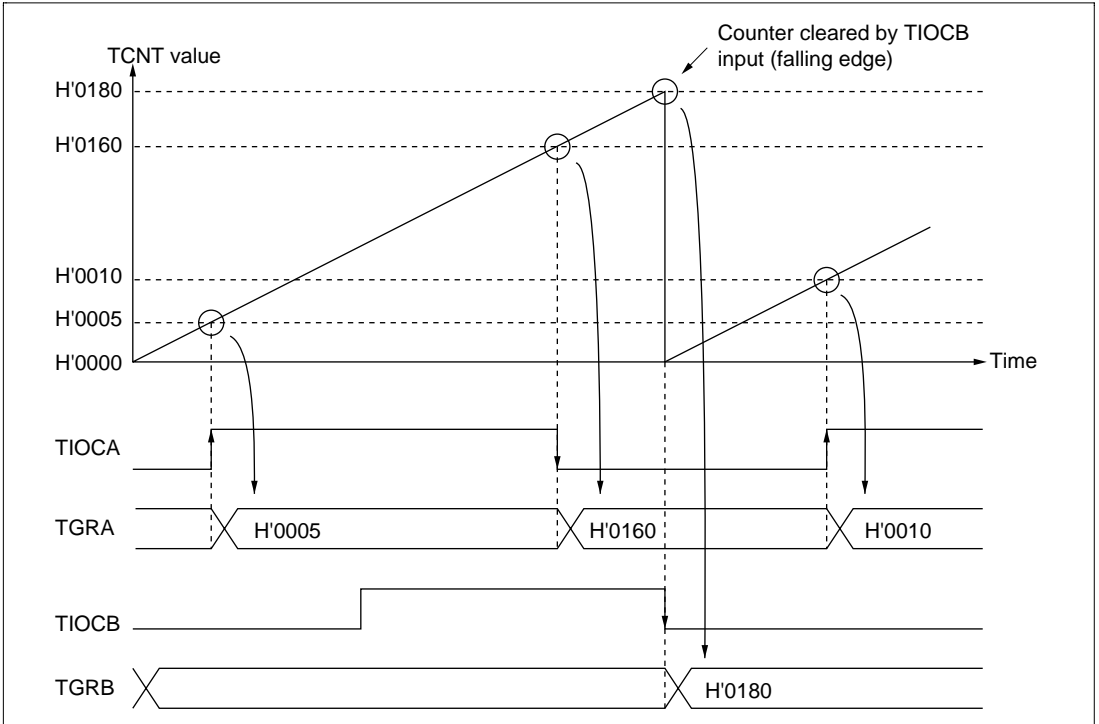 Counter cleared by TIOCB
input (falling edge)
TCNT value
H'0180
H'0160
H'0010
H'0005
H'0000
Time
TIOCA
TGRA
H'0005
H'0160
H'0010
TIOCB
TGRB
H'0180